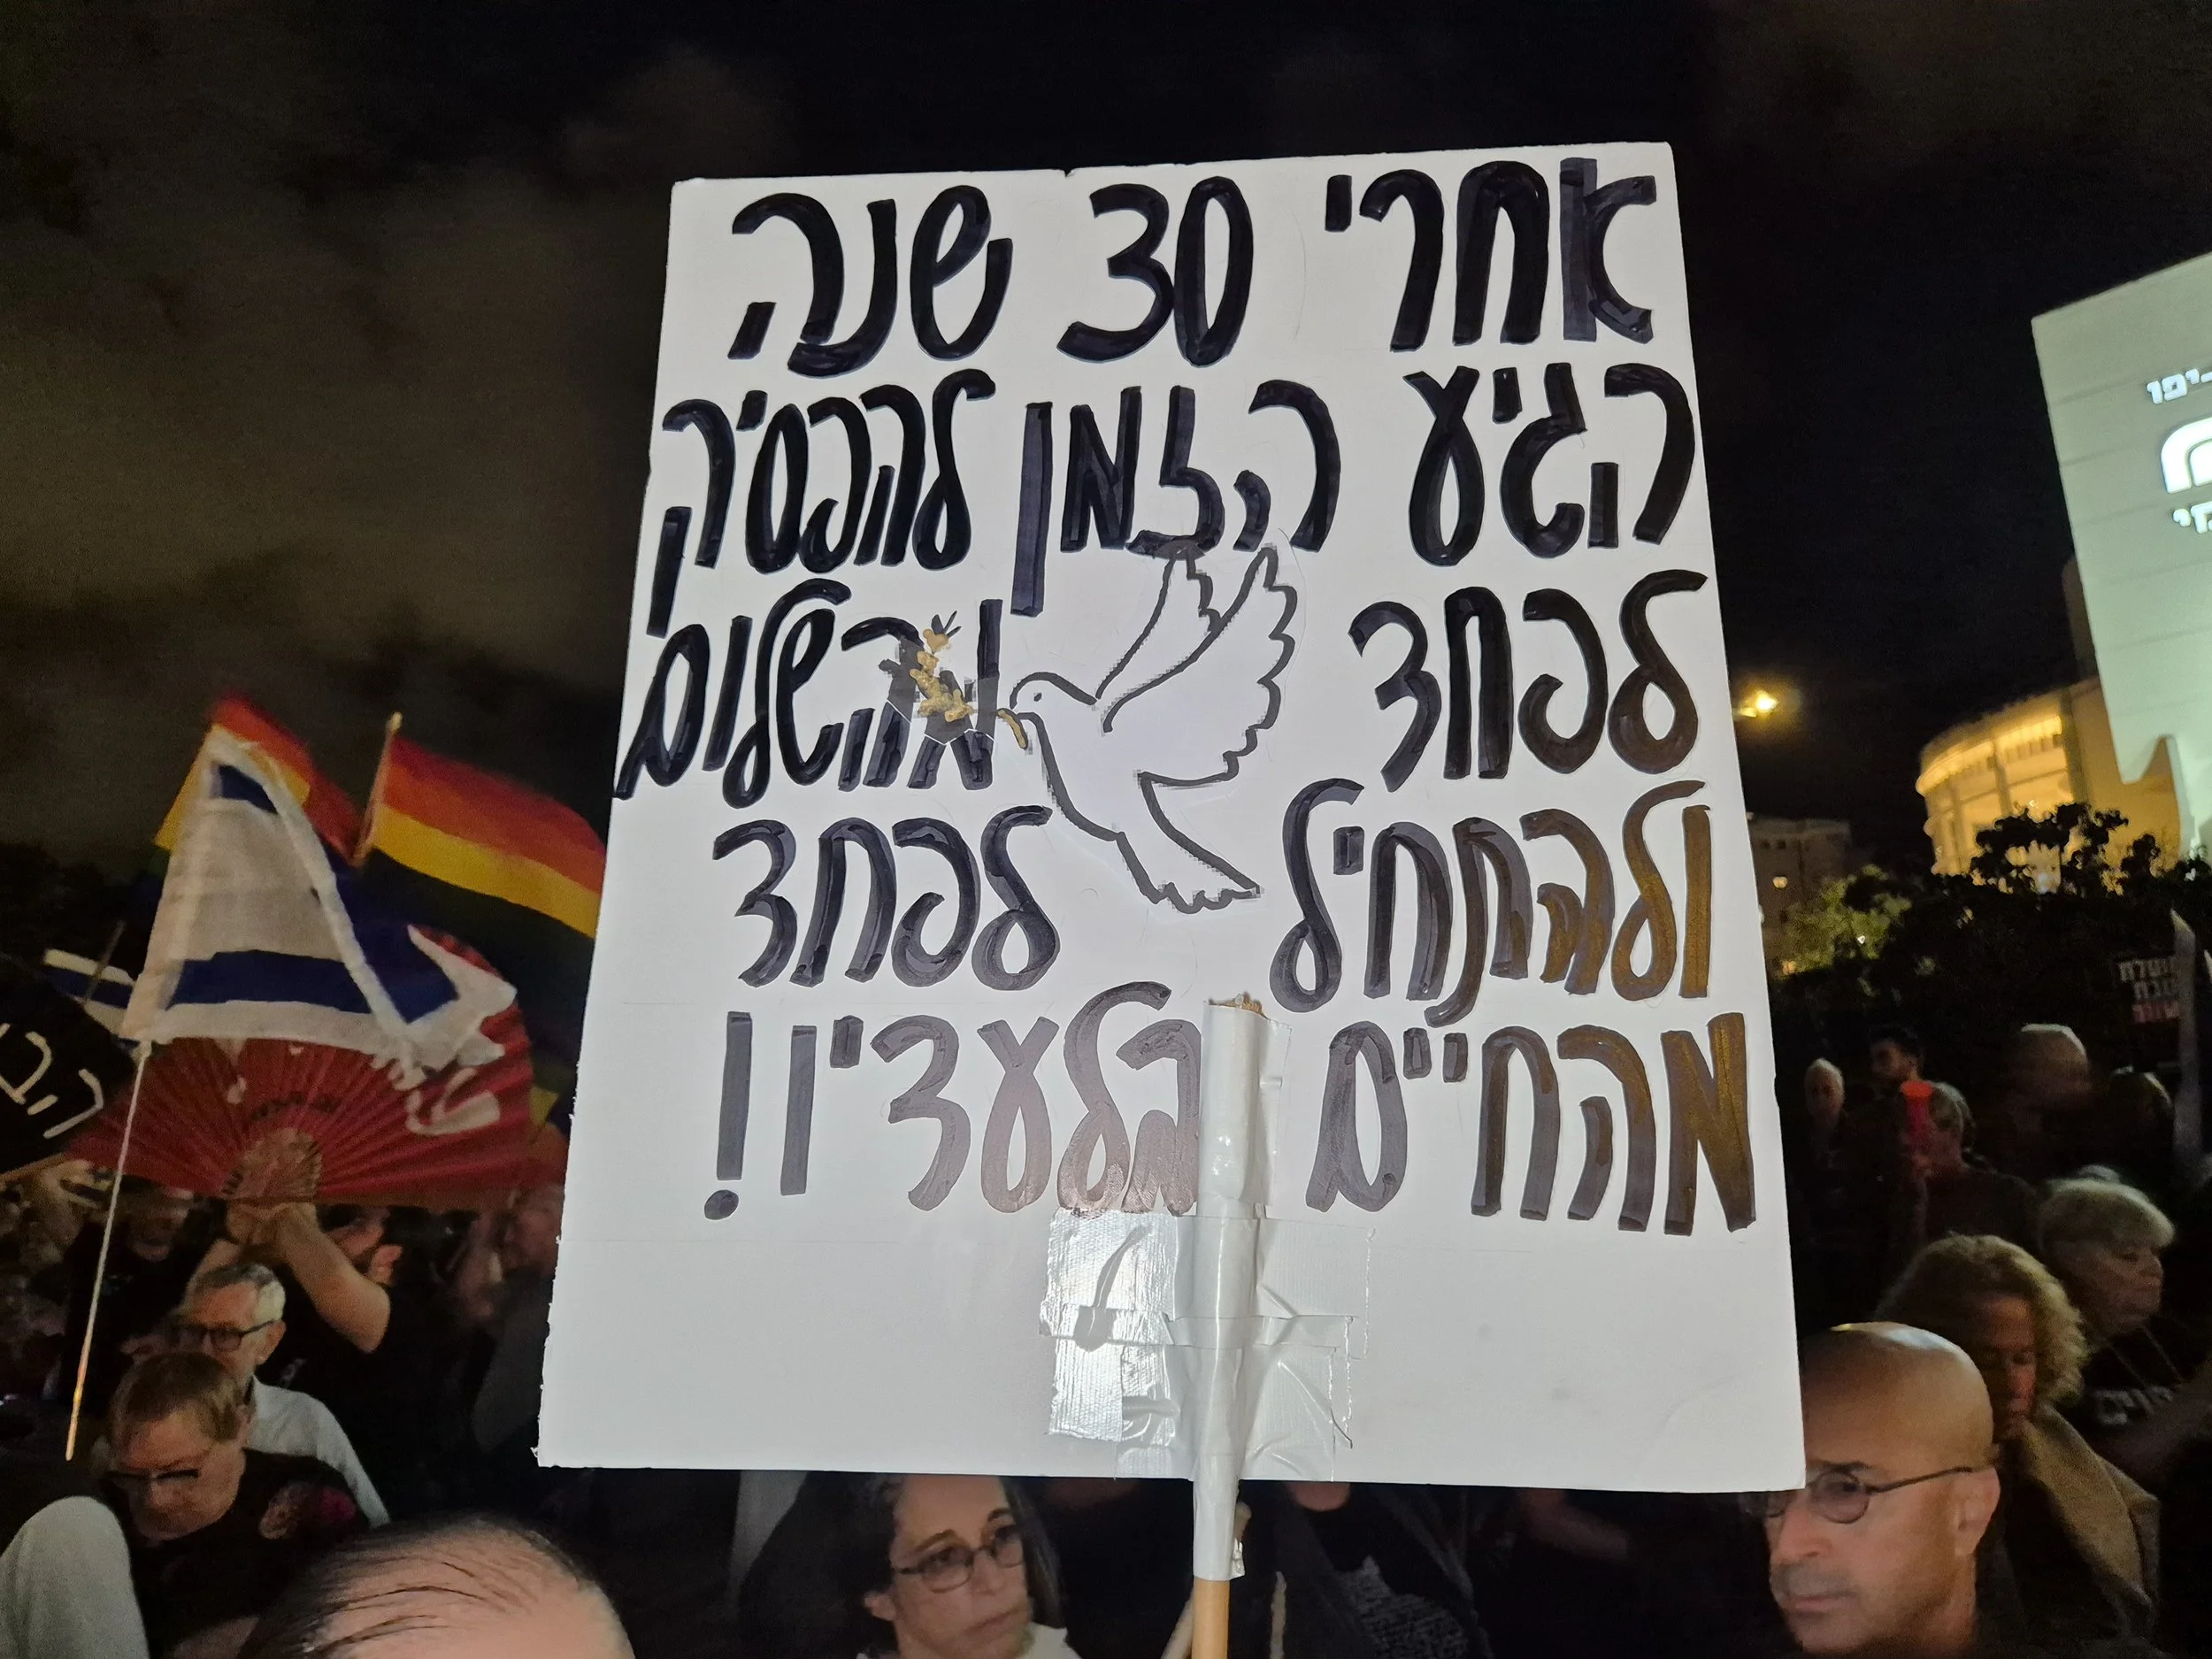 אחרי 30 שנה
הגיע הזמן להפסיק
לפחד מהשלום
ולהתחיל לפחד
מהחיים בלעדיו!